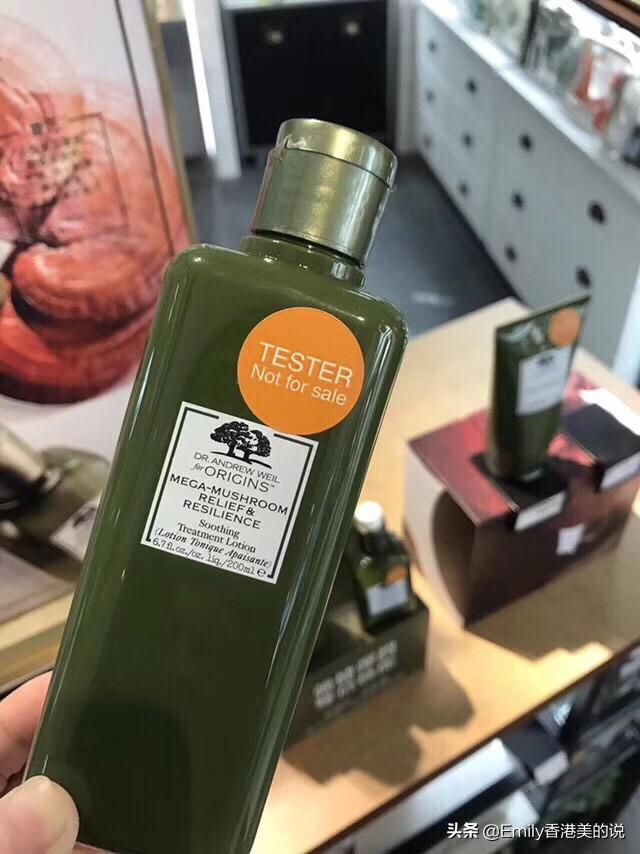 TESTER
Not for sale
DR. ANDREW WEIL
for ORIGINS™
MEGA-MUSHROOM
RELIEF &
RESILIENCE
Soothing
Treatment Lotion
(Lotion Tonique Apaisante)
6.7 fl.oz./oz. liq./200ml e
头条 @Emily香港美的说